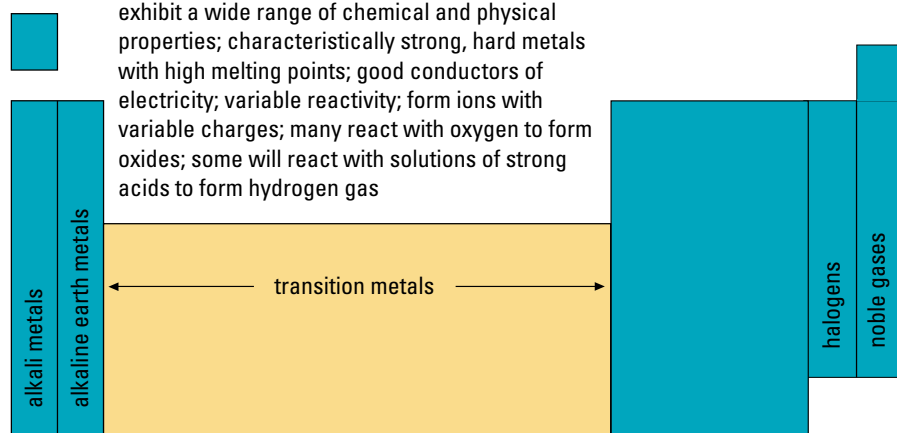 exhibit a wide range of chemical and physical
properties; characteristically strong, hard metals
with high melting points; good conductors of
electricity; variable reactivity; form ions with
variable charges; many react with oxygen to form
oxides; some will react with solutions of strong
acids to form hydrogen gas
alkali metals
alkaline earth metals
transition metals
halogens
noble gases